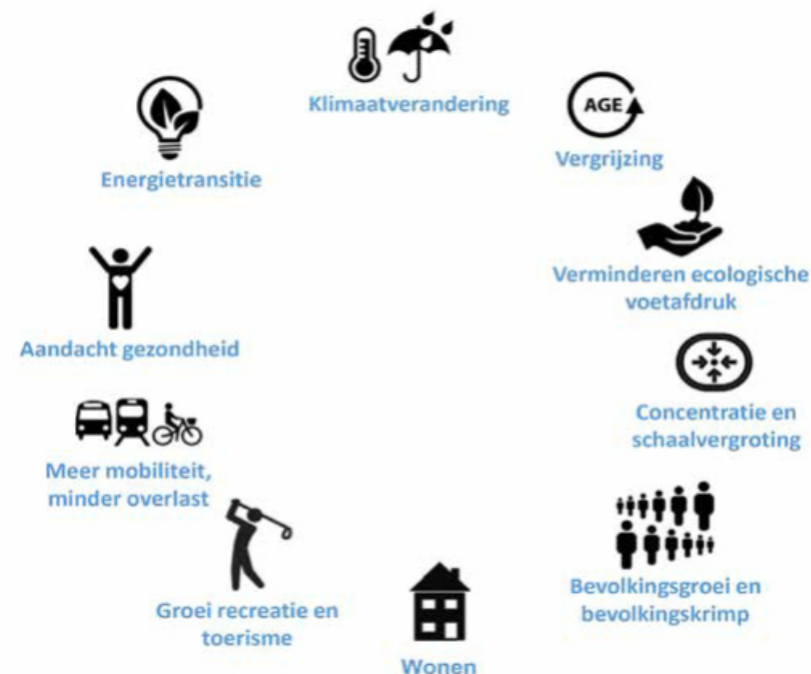 Klimaatverandering
AGE
Vergrijzing
Verminderen ecologische
voetafdruk
Concentratie en
schaalvergroting
Bevolkingsgroei en
bevolkingskrimp
Wonen
Groei recreatie en
toerisme
Meer mobiliteit,
minder overlast
Aandacht gezondheid
Energietransitie